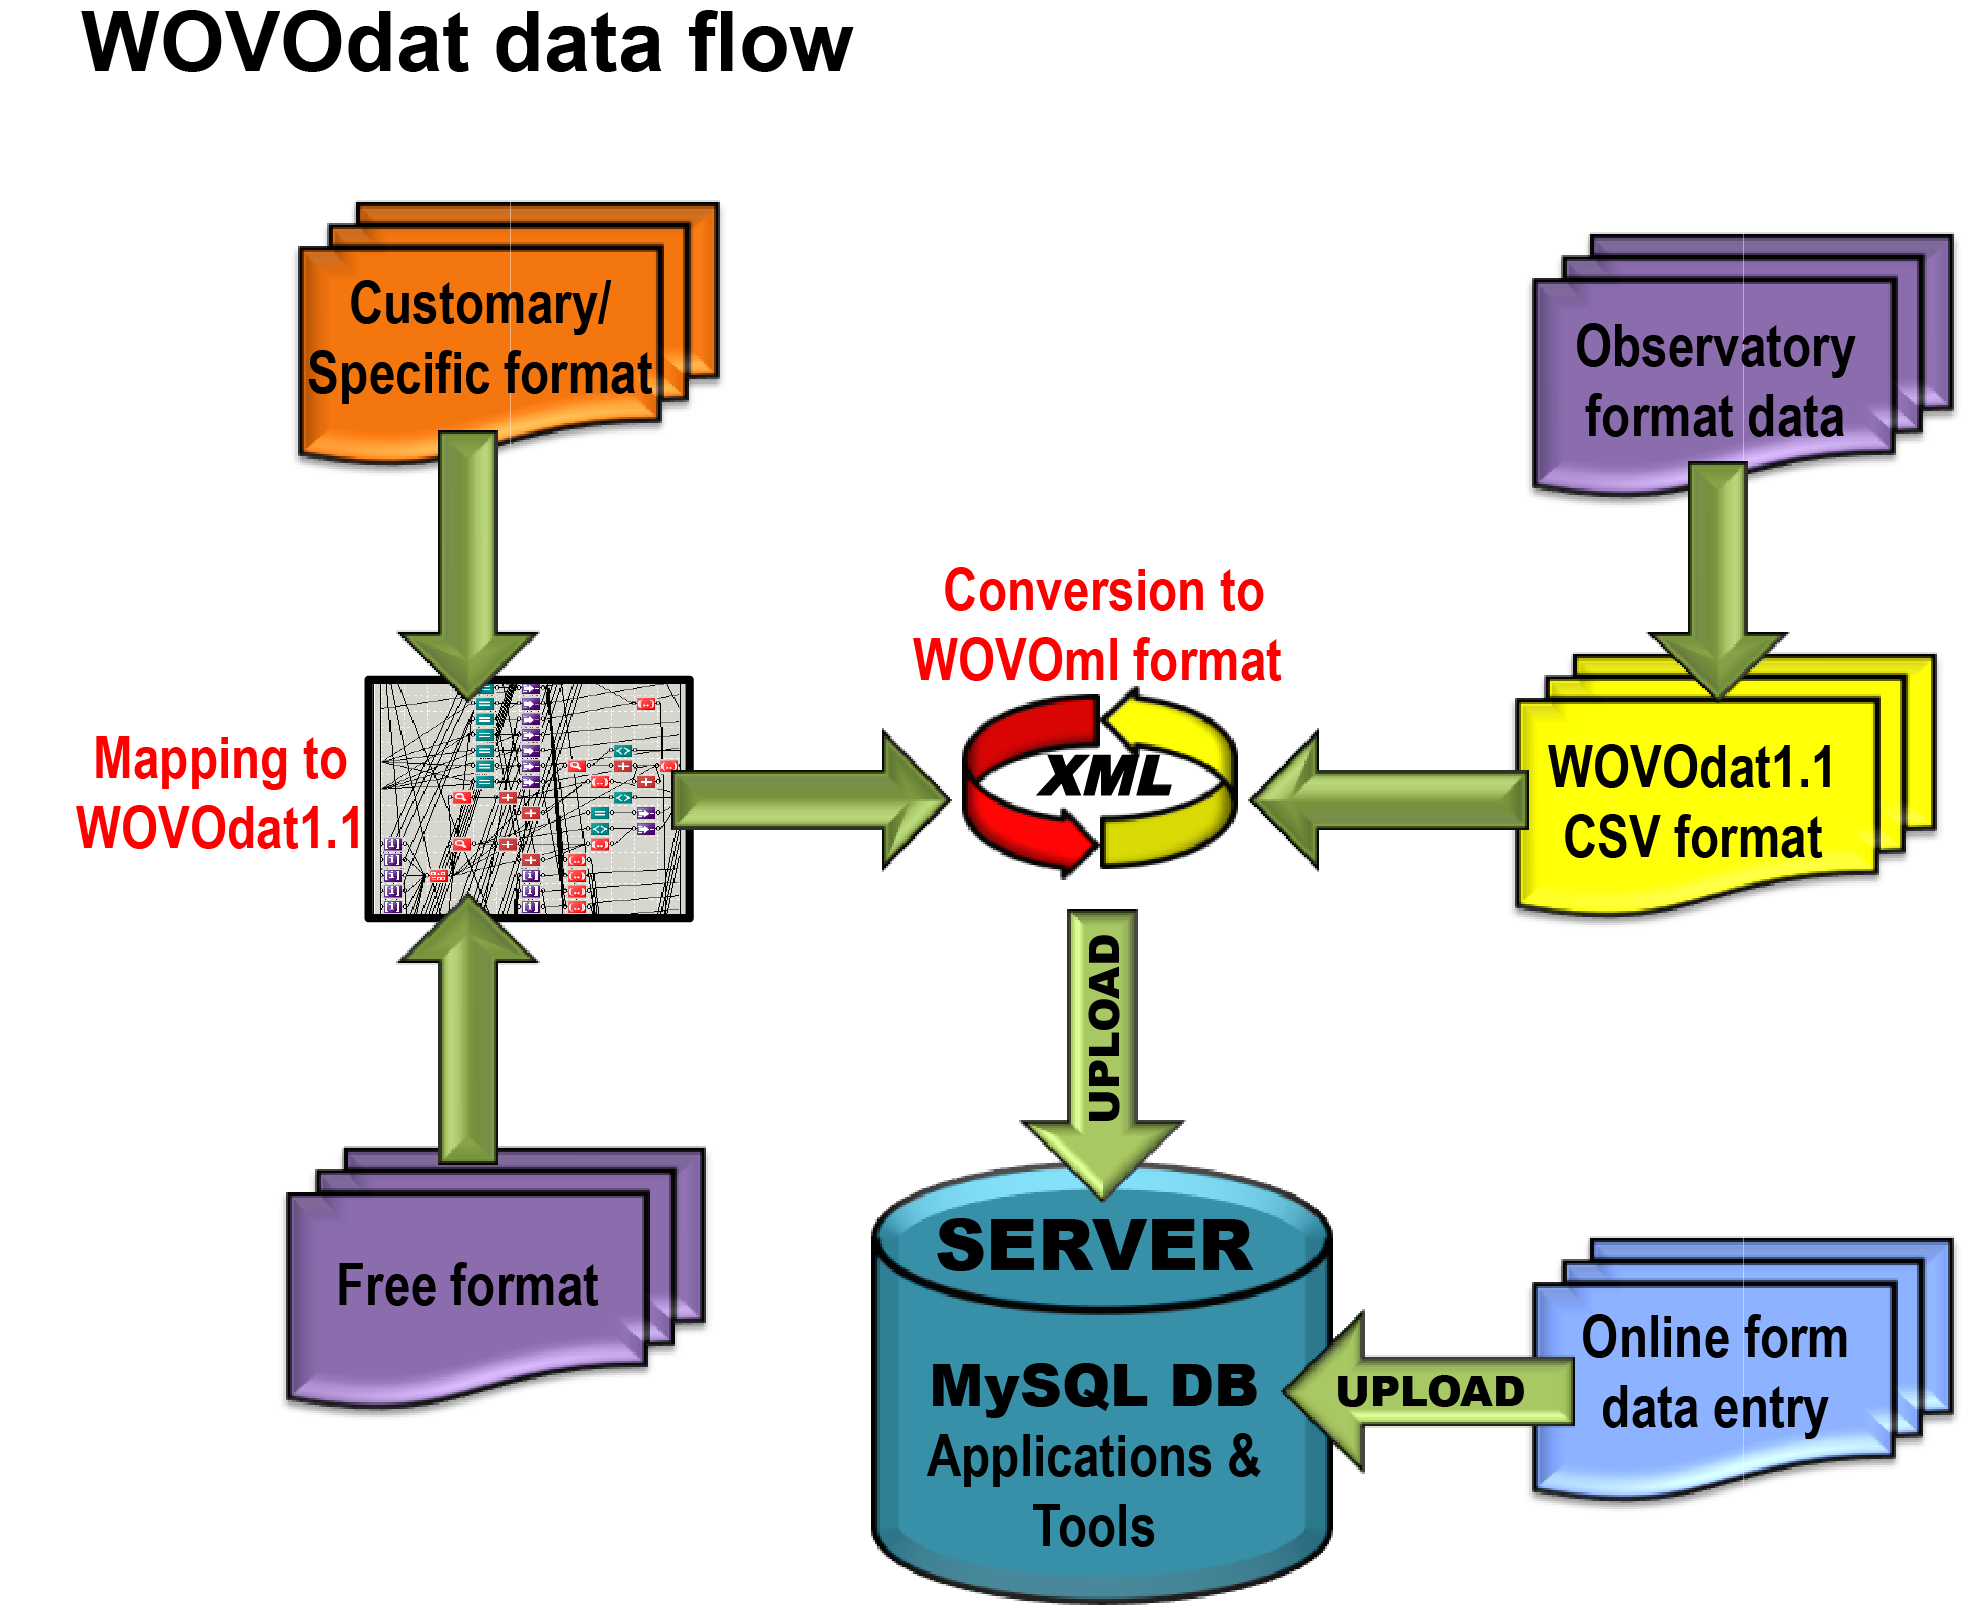 WOVOdat data flow
Customary/
Specific format
Observatory
format data
Conversion to
WOVOml format
Mapping to
WOVOdat1.1
XML
WOVOdat1.1
CSV format
UPLOAD
Free format
SERVER
MySQL DB
Applications &
Tools
UPLOAD
Online form
data entry